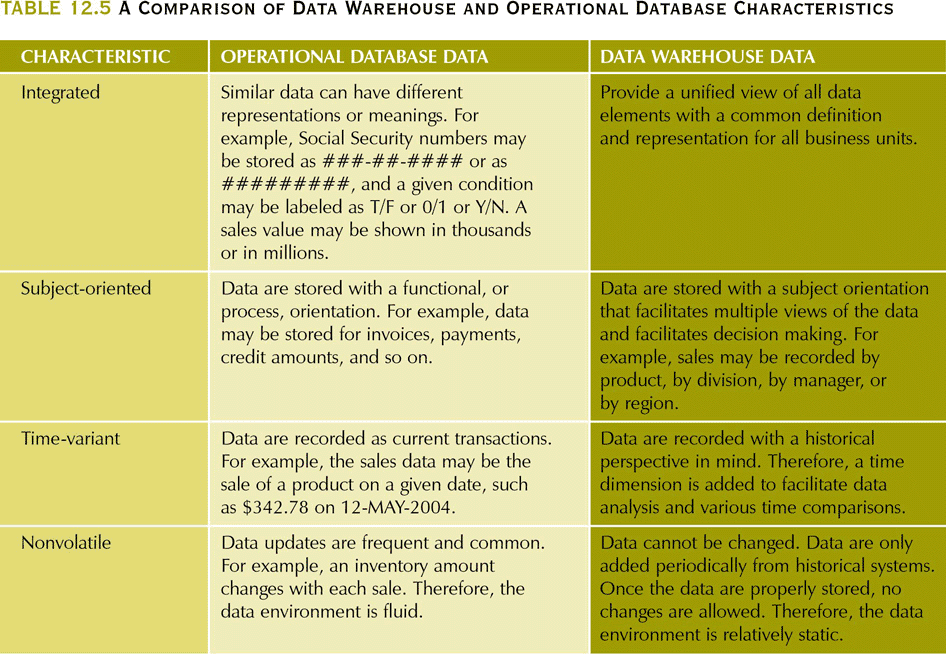 TABLE 12.5 A COMPARISON OF DATA WAREHOUSE AND OPERATIONAL DATABASE CHARACTERISTICS
CHARACTERISTIC
OPERATIONAL DATABASE DATA
DATA WAREHOUSE DATA
Integrated
Similar data can have different
representations or meanings. For
example, Social Security numbers may
be stored as ###-##-#### or as
#########, and a given condition
may be labeled as T/F or 0/1 or Y/N. A
sales value may be shown in thousands
or in millions.
Provide a unified view of all data
elements with a common definition
and representation for all business units.
Subject-oriented
Data are stored with a functional, or
process, orientation. For example, data
may be stored for invoices, payments,
credit amounts, and so on.
Data are stored with a subject orientation
that facilitates multiple views of the data
and facilitates decision making. For
example, sales may be recorded by
product, by division, by manager, or
by region.
Time-variant
Data are recorded as current transactions.
For example, the sales data may be the
sale of a product on a given date, such
as $342.78 on 12-MAY-2004.
Data are recorded with a historical
perspective in mind. Therefore, a time
dimension is added to facilitate data
analysis and various time comparisons.
Nonvolatile
Data updates are frequent and common.
For example, an inventory amount
changes with each sale. Therefore, the
data environment is fluid.
Data cannot be changed. Data are only
added periodically from historical systems.
Once the data are properly stored, no
changes are allowed. Therefore, the data
environment is relatively static.